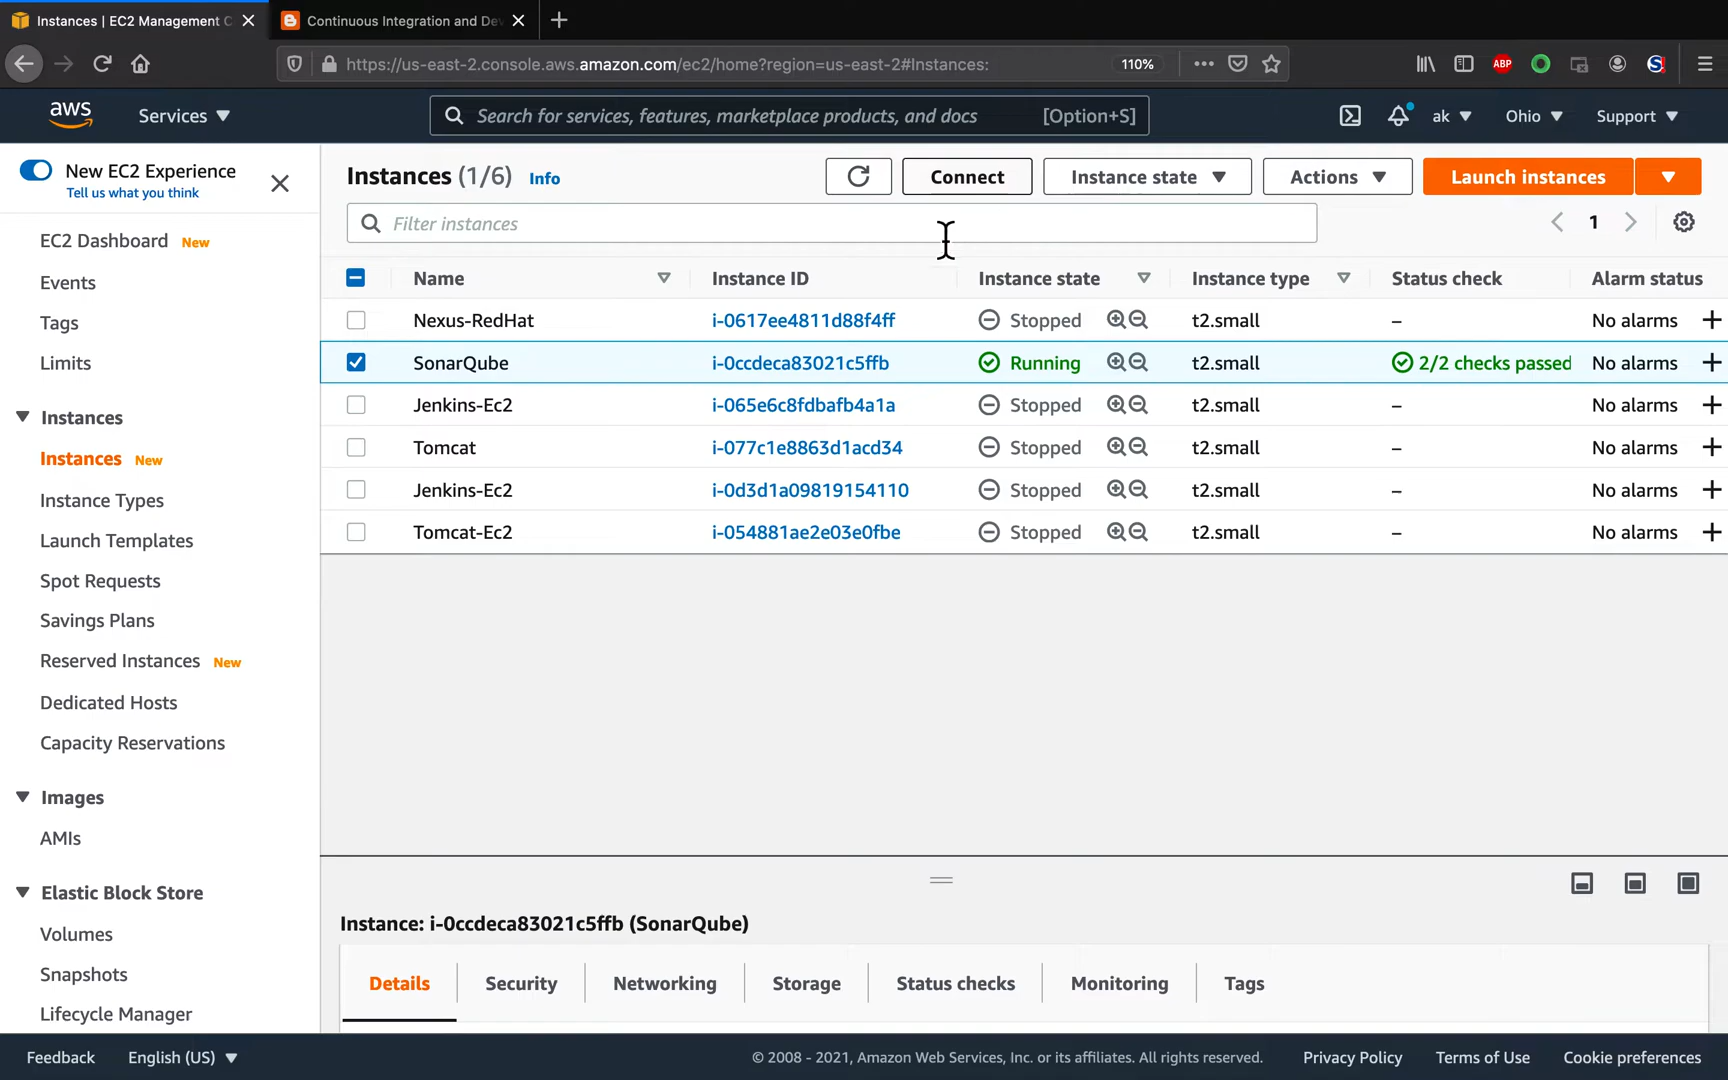 Instances | EC2 Management C
Continuous Integration and Dev
https://us-east-2.console.aws.amazon.com/ec2/home?region=us-east-2#Instances:
110%
ABP
aws
Services
Search for services, features, marketplace products, and docs [Option+S]
ak
Ohio
Support
New EC2 Experience
Tell us what you think
EC2 Dashboard New
Events
Tags
Limits
Instances
Instances New
Instance Types
Launch Templates
Spot Requests
Savings Plans
Reserved Instances New
Dedicated Hosts
Capacity Reservations
Images
AMIs
Elastic Block Store
Volumes
Snapshots
Lifecycle Manager
Instances (1/6) Info
Connect
Instance state
Actions
Launch instances
Filter instances
1
Name Instance ID Instance state Instance type Status check Alarm status
Nexus-RedHat i-0617ee4811d88f4ff Stopped t2.small – No alarms
SonarQube i-0ccdeca83021c5ffb Running t2.small 2/2 checks passed No alarms
Jenkins-Ec2 i-065e6c8fdbafb4a1a Stopped t2.small – No alarms
Tomcat i-077c1e8863d1acd34 Stopped t2.small – No alarms
Jenkins-Ec2 i-0d3d1a09819154110 Stopped t2.small – No alarms
Tomcat-Ec2 i-054881ae2e03e0fbe Stopped t2.small – No alarms
Instance: i-0ccdeca83021c5ffb (SonarQube)
Details Security Networking Storage Status checks Monitoring Tags
Feedback English (US) © 2008 - 2021, Amazon Web Services, Inc. or its affiliates. All rights reserved. Privacy Policy Terms of Use Cookie preferences